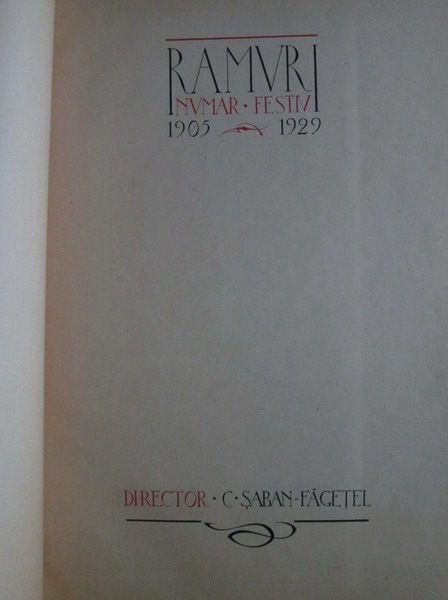 RAMVRI
NVMAR · FESTIV
1905 1929
DIRECTOR · C · ȘABAN-FĂGEȚEL